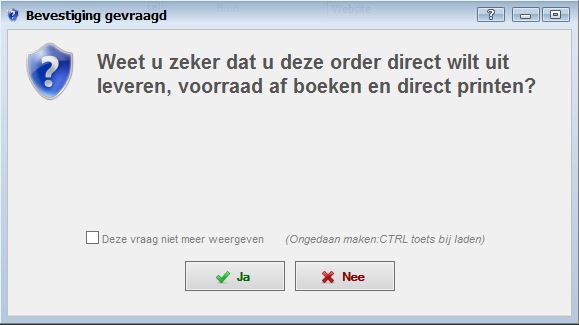 Bevestiging gevraagd
Website
Weet u zeker dat u deze order direct wilt uit
leveren, voorraad af boeken en direct printen?
Deze vraag niet meer weergeven (Ongedaan maken:CTRL toets bij laden)
Ja Nee